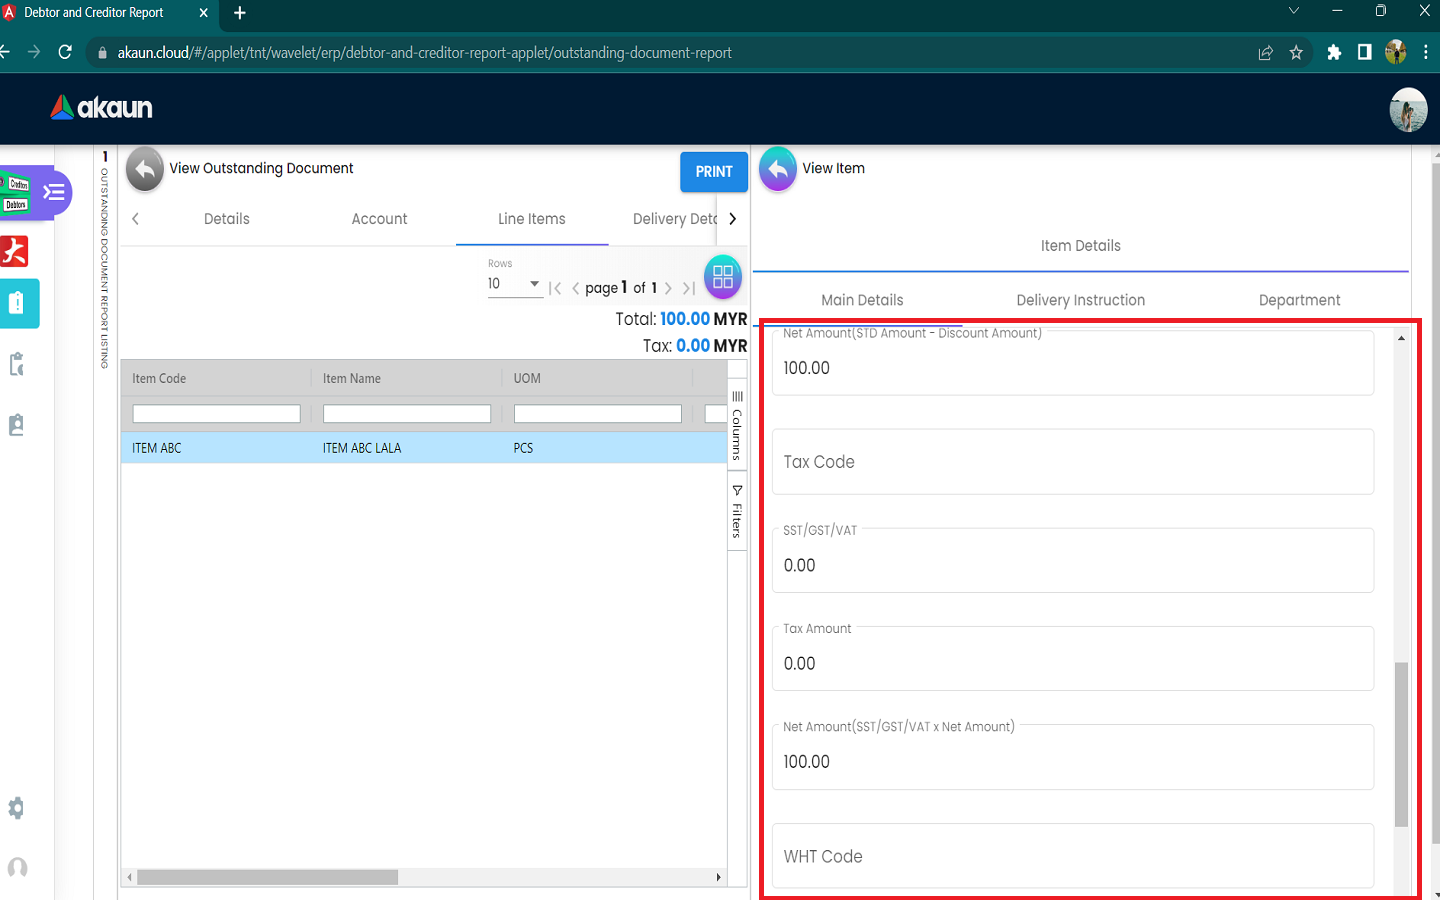 Debtor and Creditor Report
akaun.cloud/#/applet/tnt/wavelet/erp/debtor-and-creditor-report-applet/outstanding-document-report
akaun
Creditors
Debtors
1 OUTSTANDING DOCUMENT REPORT LISTING
View Outstanding Document
PRINT
Details
Account
Line Items
Delivery Deta
Rows
10
page 1 of 1
Total: 100.00 MYR
Tax: 0.00 MYR
Item Code
Item Name
UOM
ITEM ABC
ITEM ABC LALA
PCS
Columns
Filters
View Item
Item Details
Main Details
Delivery Instruction
Department
Net Amount(STD Amount - Discount Amount)
100.00
Tax Code
SST/GST/VAT
0.00
Tax Amount
0.00
Net Amount(SST/GST/VAT x Net Amount)
100.00
WHT Code